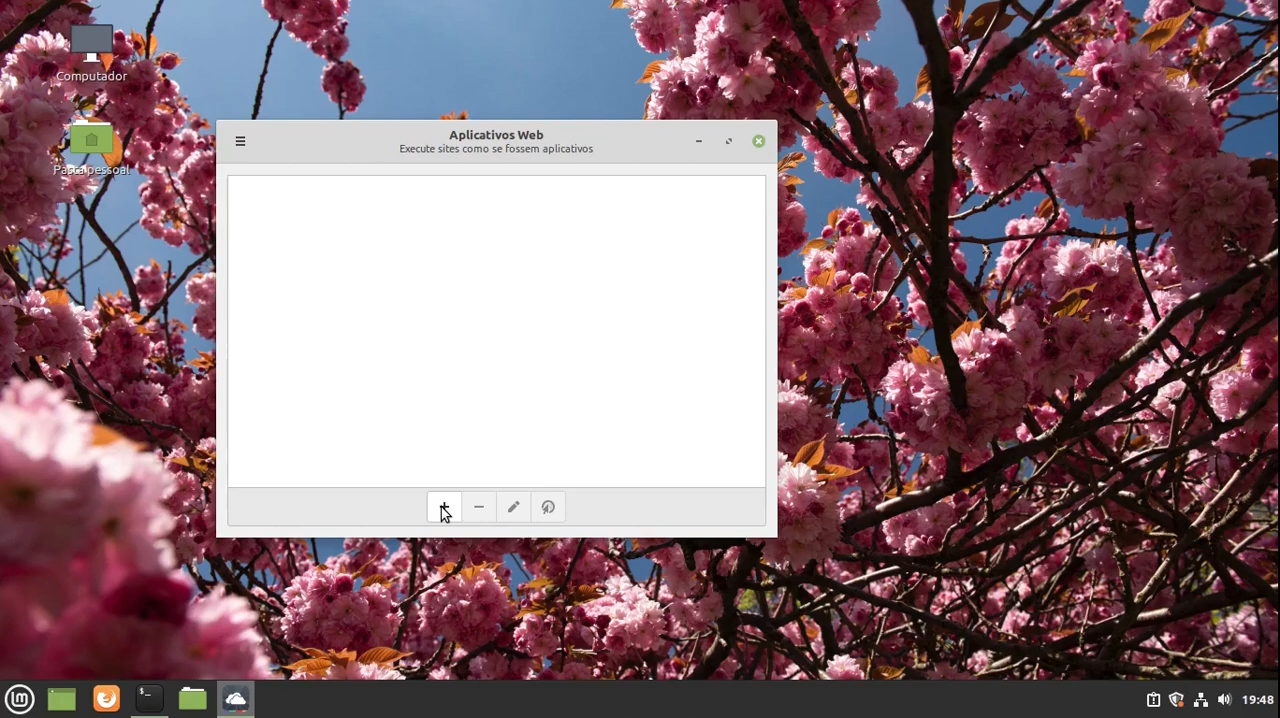 Computador
Pasta pessoal
Aplicativos Web
Execute sites como se fossem aplicativos
19:48